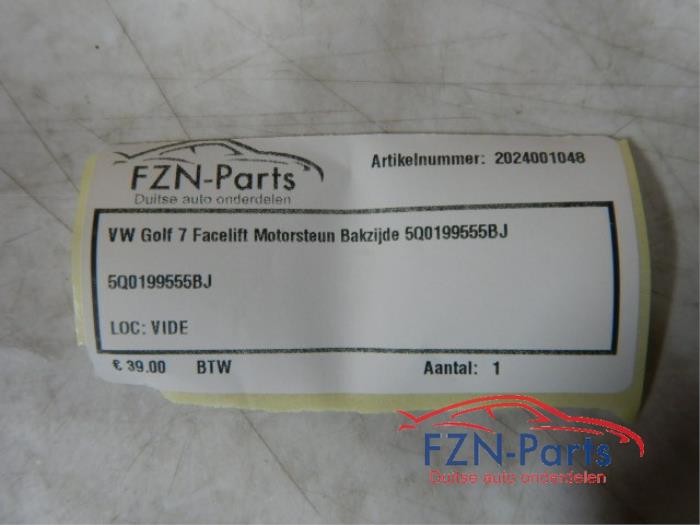 FZN-Parts
Duitse auto onderdelen
Artikelnummer: 2024001048
VW Golf 7 Facelift Motorsteun Bakzijde 5Q0199555BJ
5Q0199555BJ
LOC: VIDE
€ 39.00 BTW Aantal: 1
FZN-Parts
Duitse auto onderdelen